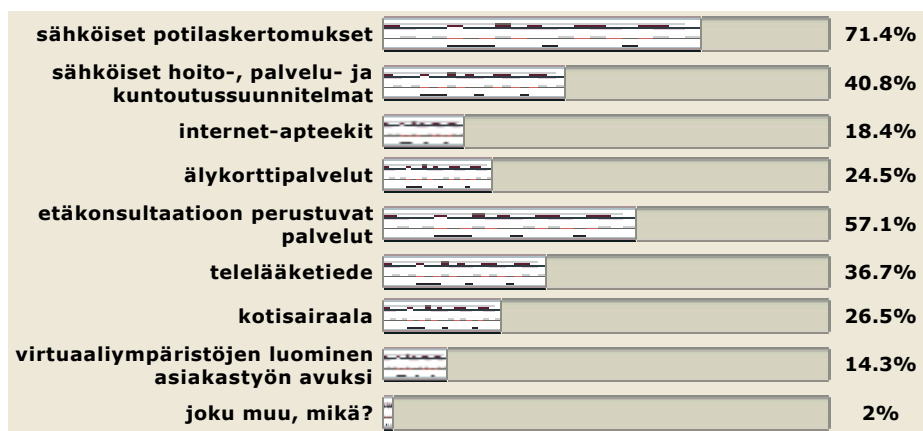 sähköiset potilaskertomukset 71.4%
sähköiset hoito-, palvelu- ja
kuntoutussuunnitelmat 40.8%
internet-apteekit 18.4%
älykorttipalvelut 24.5%
etäkonsultaatioon perustuvat
palvelut 57.1%
telelääketiede 36.7%
kotisairaala 26.5%
virtuaaliympäristöjen luominen
asiakastyön avuksi 14.3%
joku muu, mikä? 2%